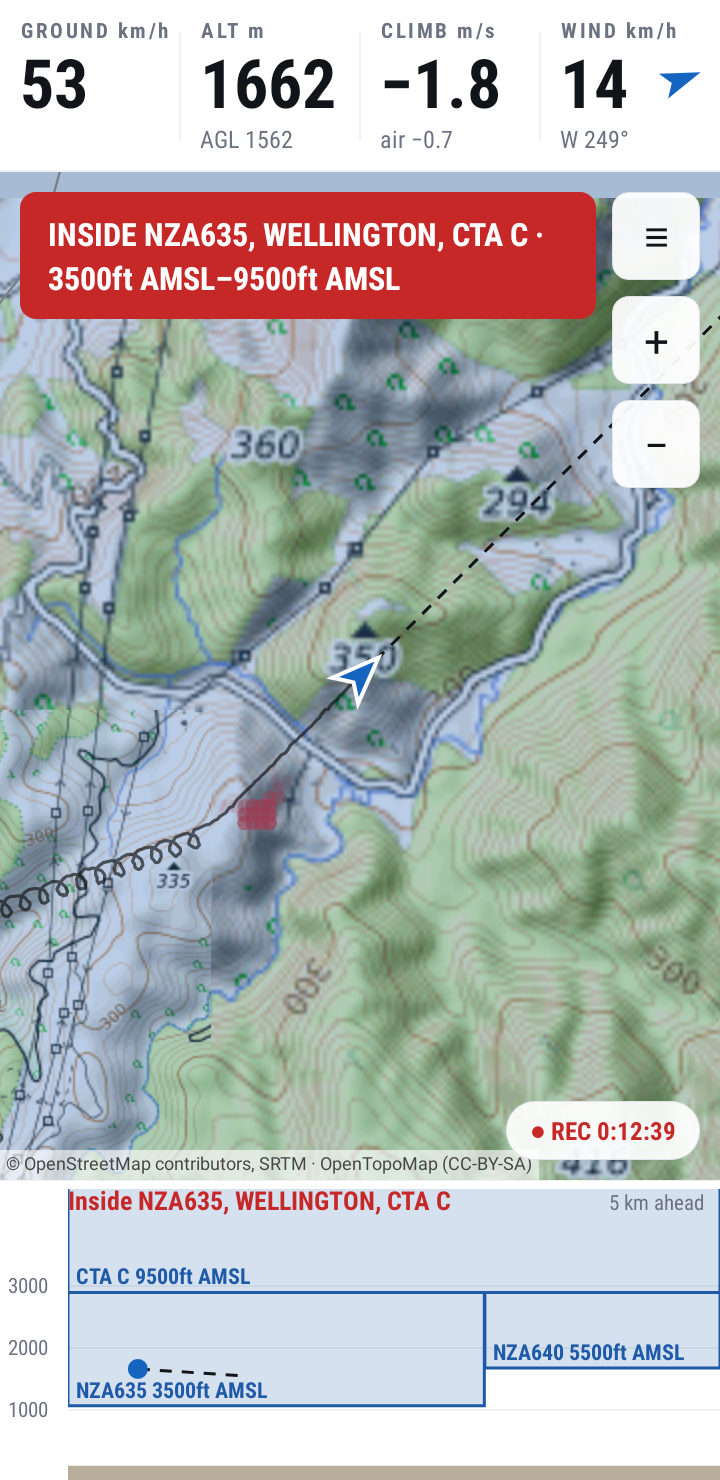 GROUND km/h
53
ALT m
1662
AGL 1562
CLIMB m/s
−1.8
air −0.7
WIND km/h
14
W 249°
INSIDE NZA635, WELLINGTON, CTA C ·
3500ft AMSL–9500ft AMSL
≡
+
−
360
294
350
300
335
300
300
300
416
REC 0:12:39
© OpenStreetMap contributors, SRTM · OpenTopoMap (CC-BY-SA)
Inside NZA635, WELLINGTON, CTA C
5 km ahead
3000
CTA C 9500ft AMSL
2000
NZA640 5500ft AMSL
NZA635 3500ft AMSL
1000